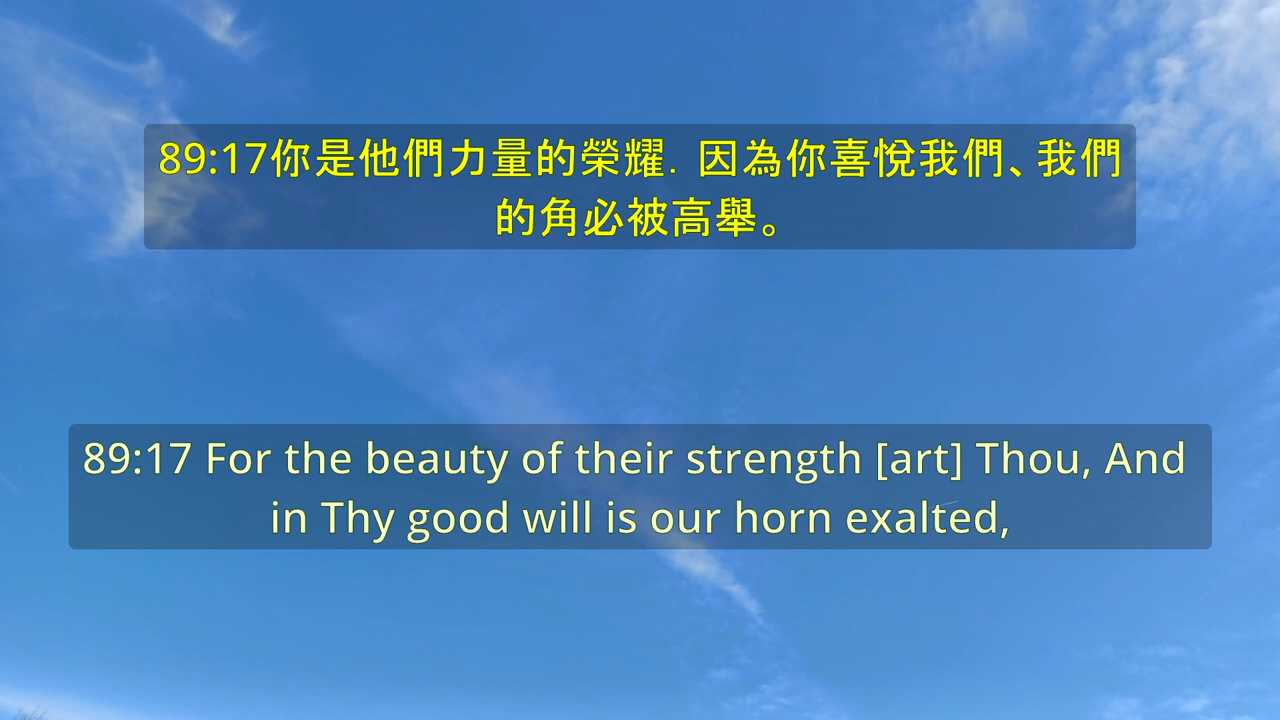 89:17你是他們力量的榮耀．因為你喜悅我們、我們
的角必被高舉。
89:17 For the beauty of their strength [art] Thou, And
in Thy good will is our horn exalted,